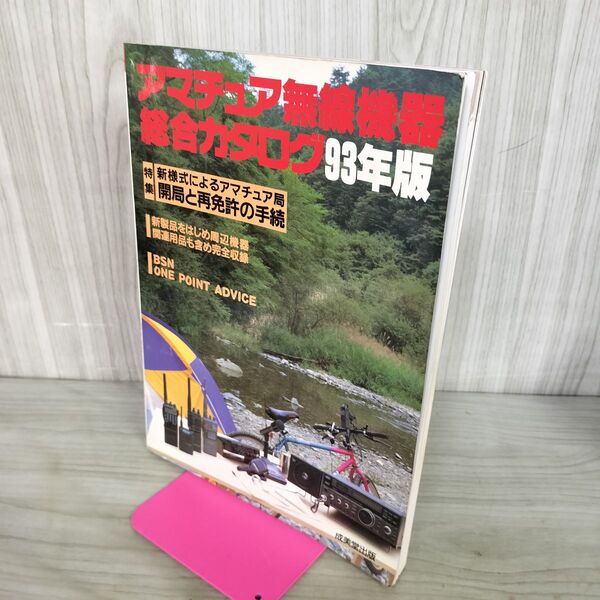 アマチュア無線機器
総合カタログ93年版
特集
新様式によるアマチュア局
開局と再免許の手続
新製品をはじめ周辺機器
関連用品も含め完全収録
BSN
ONE POINT ADVICE
成美堂出版